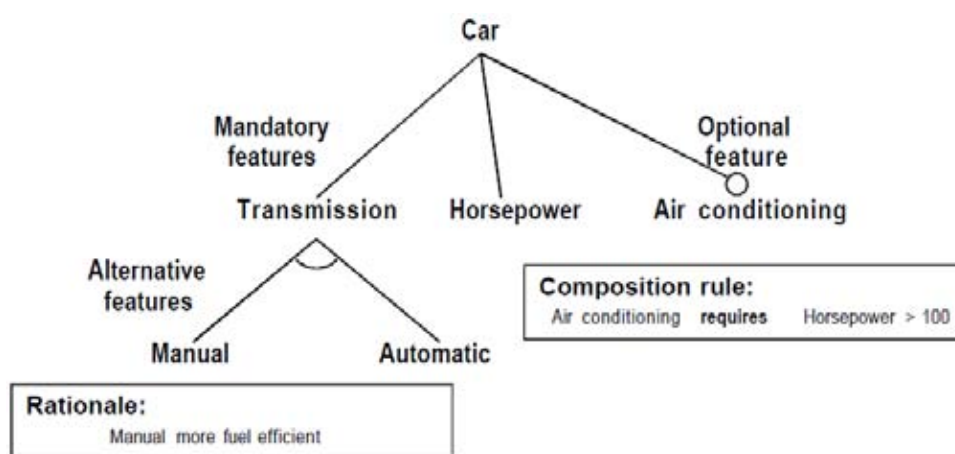 Car
Mandatory
features
Optional
feature
Transmission
Horsepower
Air conditioning
Alternative
features
Composition rule:
Air conditioning requires Horsepower > 100
Manual
Automatic
Rationale:
Manual more fuel efficient